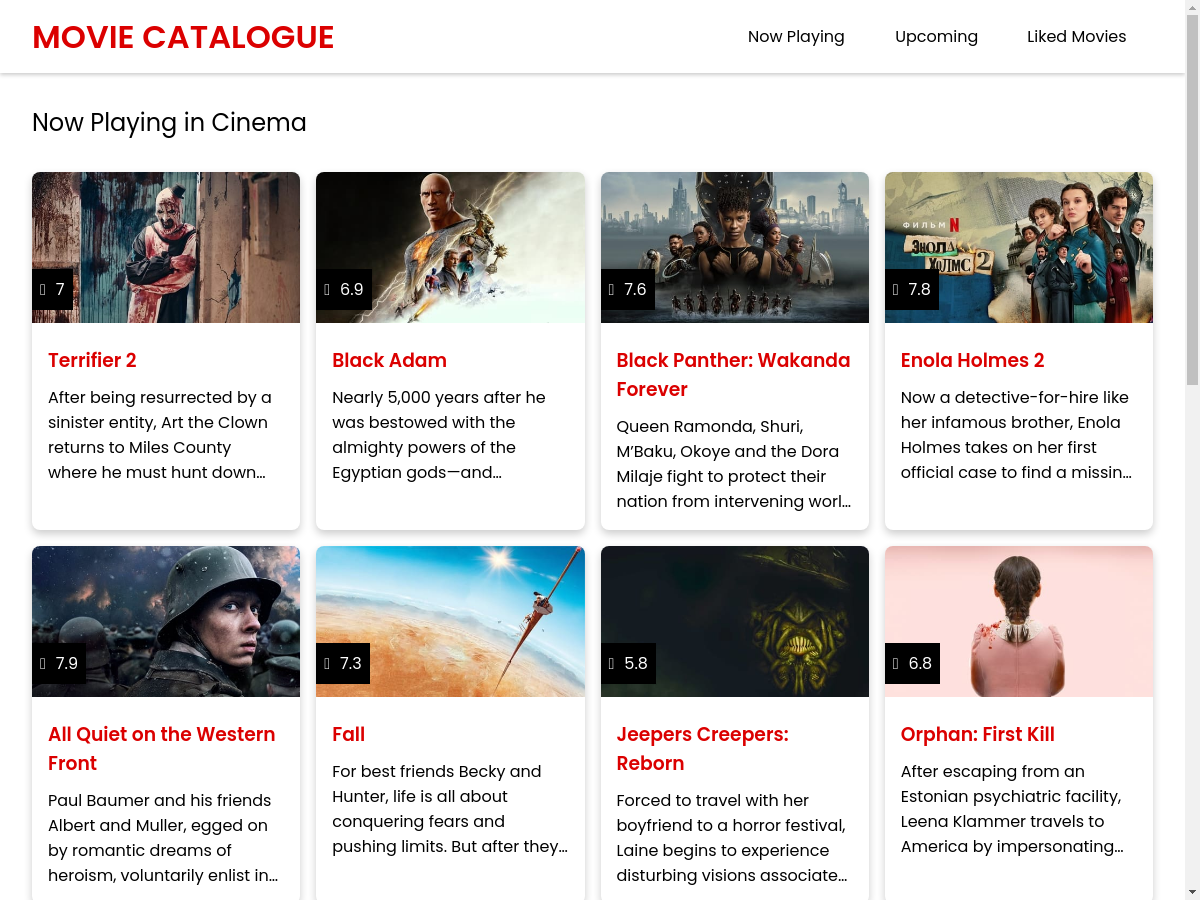 MOVIE CATALOGUE
Now Playing
Upcoming
Liked Movies
Now Playing in Cinema
7
Terrifier 2
After being resurrected by a
sinister entity, Art the Clown
returns to Miles County
where he must hunt down…
6.9
Black Adam
Nearly 5,000 years after he
was bestowed with the
almighty powers of the
Egyptian gods—and…
7.6
Black Panther: Wakanda
Forever
Queen Ramonda, Shuri,
M’Baku, Okoye and the Dora
Milaje fight to protect their
nation from intervening worl…
ФИЛЬМ N
ЭНОЛА
ХОЛМС 2
7.8
Enola Holmes 2
Now a detective-for-hire like
her infamous brother, Enola
Holmes takes on her first
official case to find a missin…
7.9
All Quiet on the Western
Front
Paul Baumer and his friends
Albert and Muller, egged on
by romantic dreams of
heroism, voluntarily enlist in…
7.3
Fall
For best friends Becky and
Hunter, life is all about
conquering fears and
pushing limits. But after they…
5.8
Jeepers Creepers:
Reborn
Forced to travel with her
boyfriend to a horror festival,
Laine begins to experience
disturbing visions associate…
6.8
Orphan: First Kill
After escaping from an
Estonian psychiatric facility,
Leena Klammer travels to
America by impersonating…